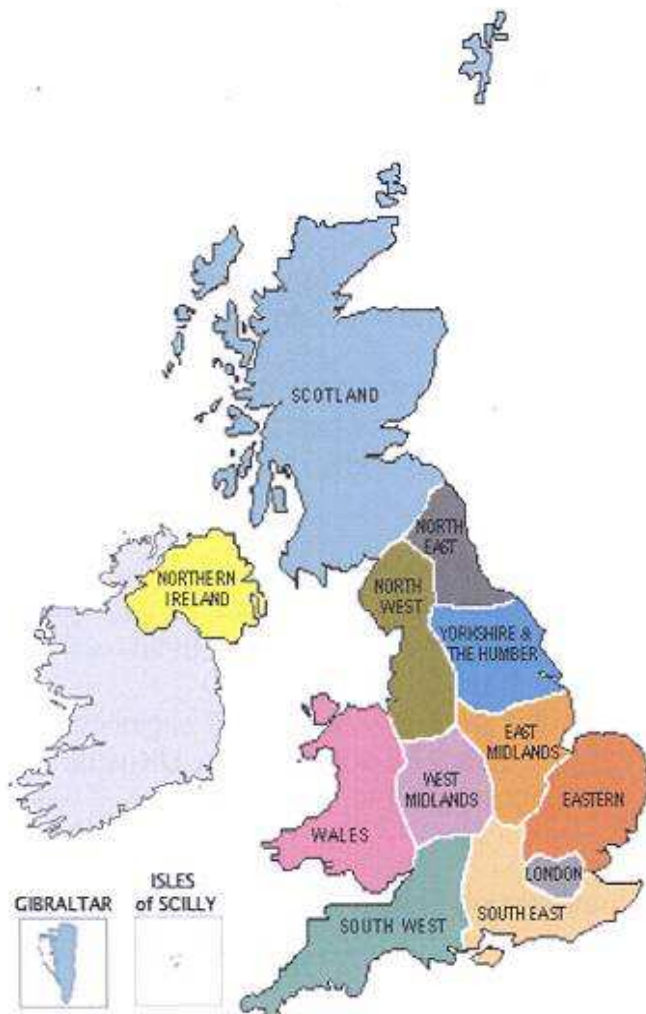 SCOTLAND
NORTH
EAST
NORTHERN
IRELAND
NORTH
WEST
YORKSHIRE &
THE HUMBER
EAST
MIDLANDS
WEST
MIDLANDS
EASTERN
WALES
LONDON
SOUTH EAST
SOUTH WEST
GIBRALTAR
ISLES
of SCILLY